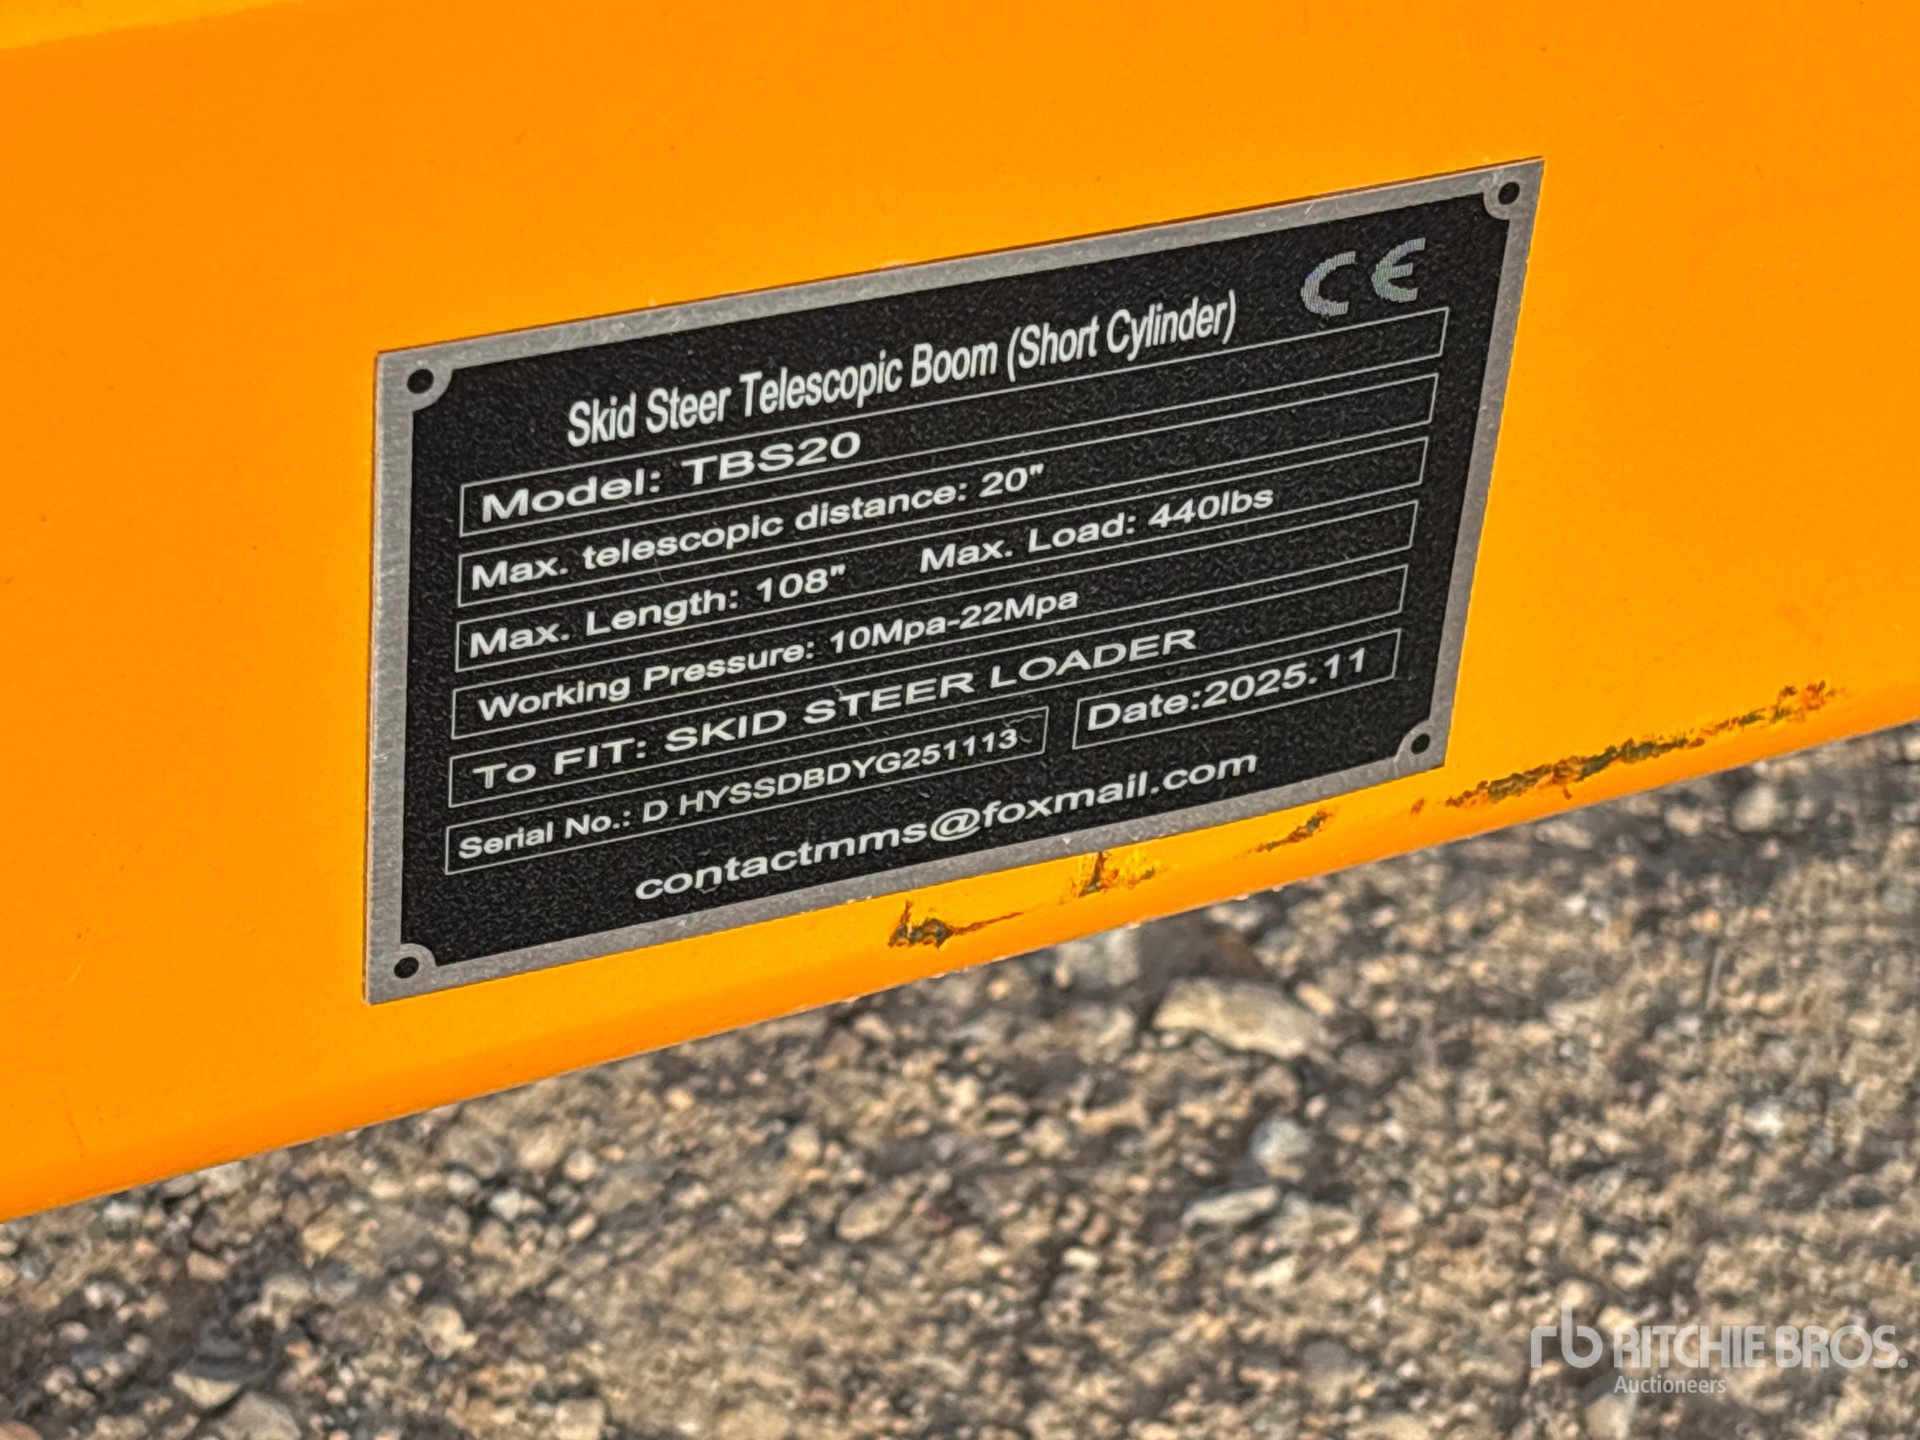 CE
Skid Steer Telescopic Boom (Short Cylinder)
Model: TBS20
Max. telescopic distance: 20"
Max. Length: 108" Max. Load: 440lbs
Working Pressure: 10Mpa-22Mpa
To FIT: SKID STEER LOADER
Serial No.: D HYSSDBDYG251113 Date:2025.11
contactmms@foxmail.com
rb RITCHIE BROS.
Auctioneers